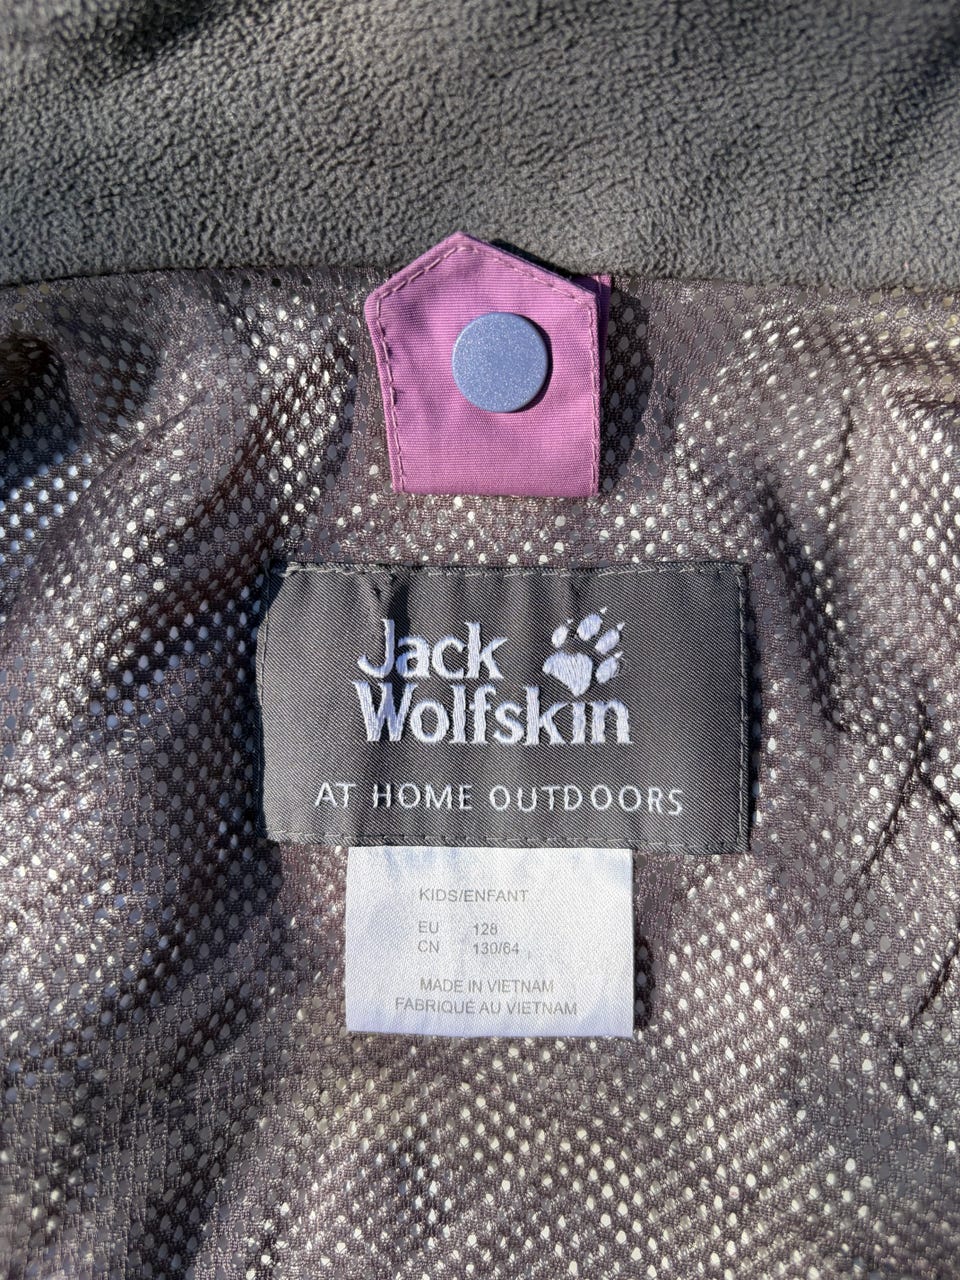 Jack
Wolfskin
AT HOME OUTDOORS
KIDS/ENFANT
EU 128
CN 130/64
MADE IN VIETNAM
FABRIQUÉ AU VIETNAM